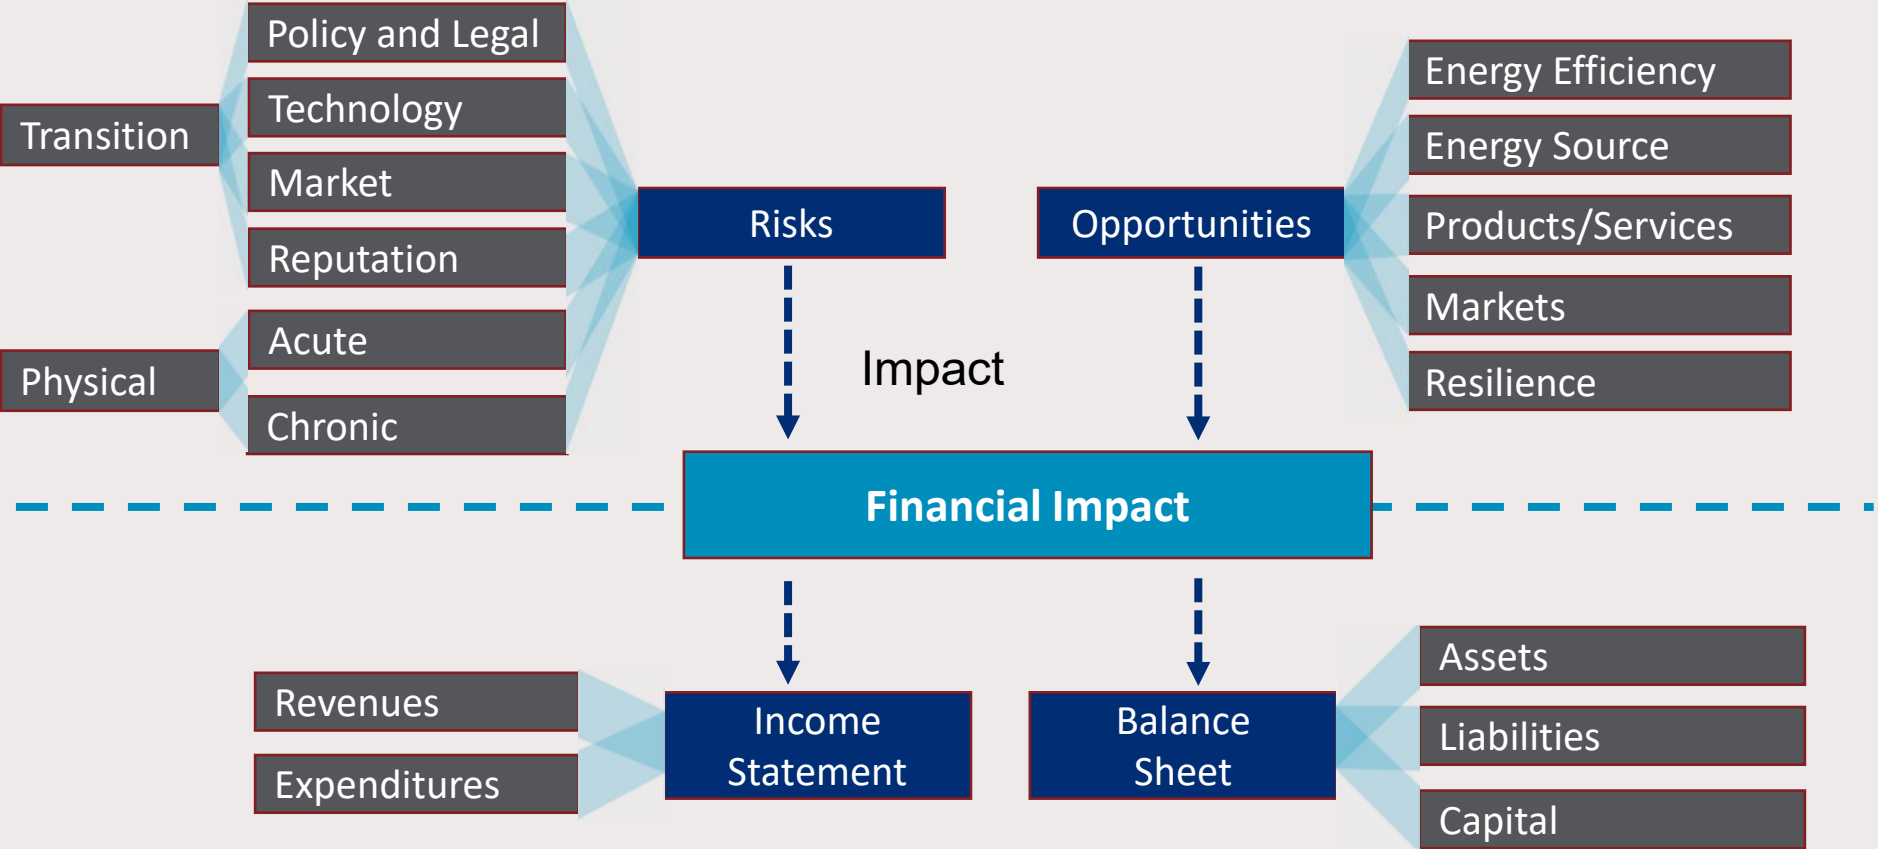 Transition
Policy and Legal
Technology
Market
Reputation
Physical
Acute
Chronic
Risks
Opportunities
Energy Efficiency
Energy Source
Products/Services
Markets
Resilience
Impact
Financial Impact
Revenues
Expenditures
Income
Statement
Balance
Sheet
Assets
Liabilities
Capital